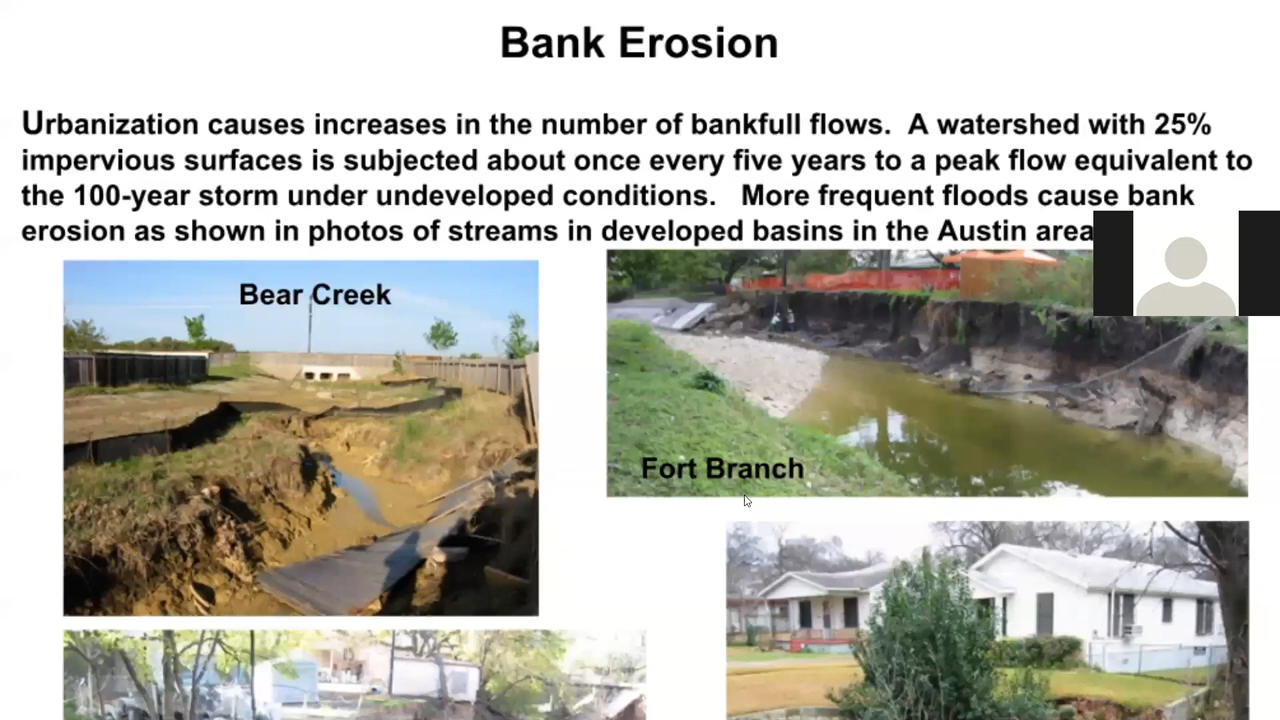 Bank Erosion
Urbanization causes increases in the number of bankfull flows. A watershed with 25%
impervious surfaces is subjected about once every five years to a peak flow equivalent to
the 100-year storm under undeveloped conditions. More frequent floods cause bank
erosion as shown in photos of streams in developed basins in the Austin area
Bear Creek
Fort Branch